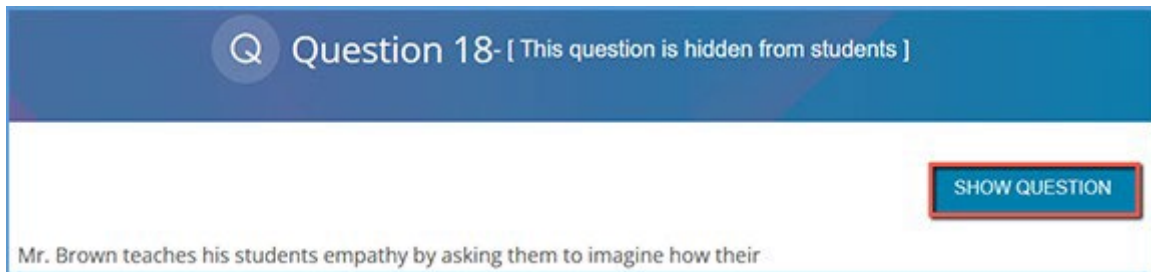 Q Question 18- [ This question is hidden from students ]
SHOW QUESTION
Mr. Brown teaches his students empathy by asking them to imagine how their